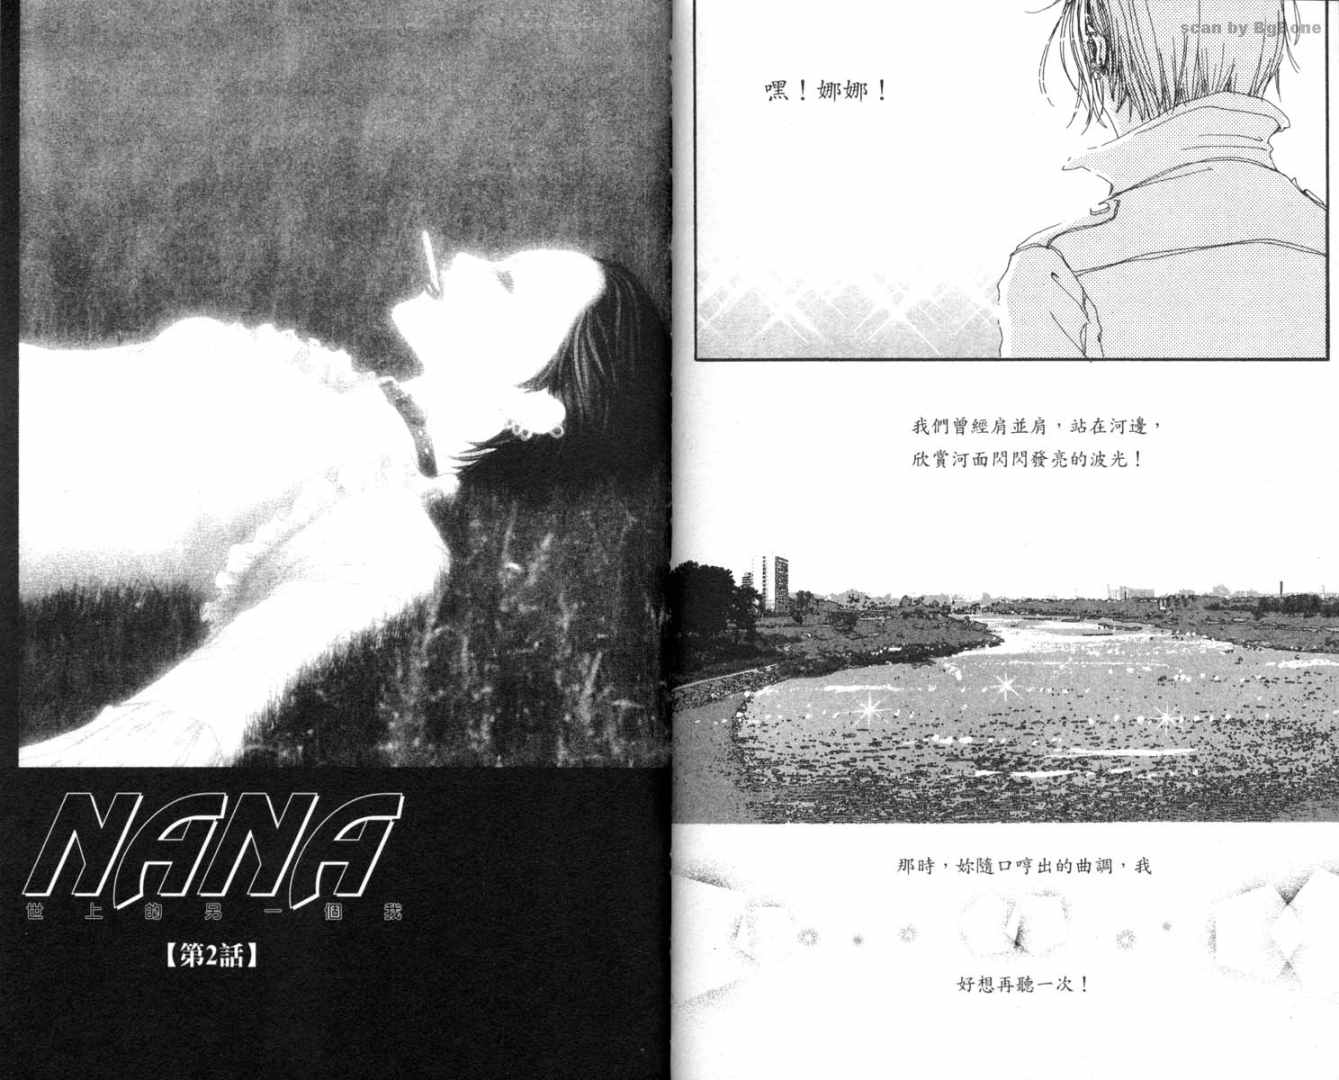 NANA
世上的另一個我
【第2話】
scan by BgBone
嘿！娜娜！
我們曾經肩並肩，站在河邊，
欣賞河面閃閃發亮的波光！
那時，妳隨口哼出的曲調，我
好想再聽一次！